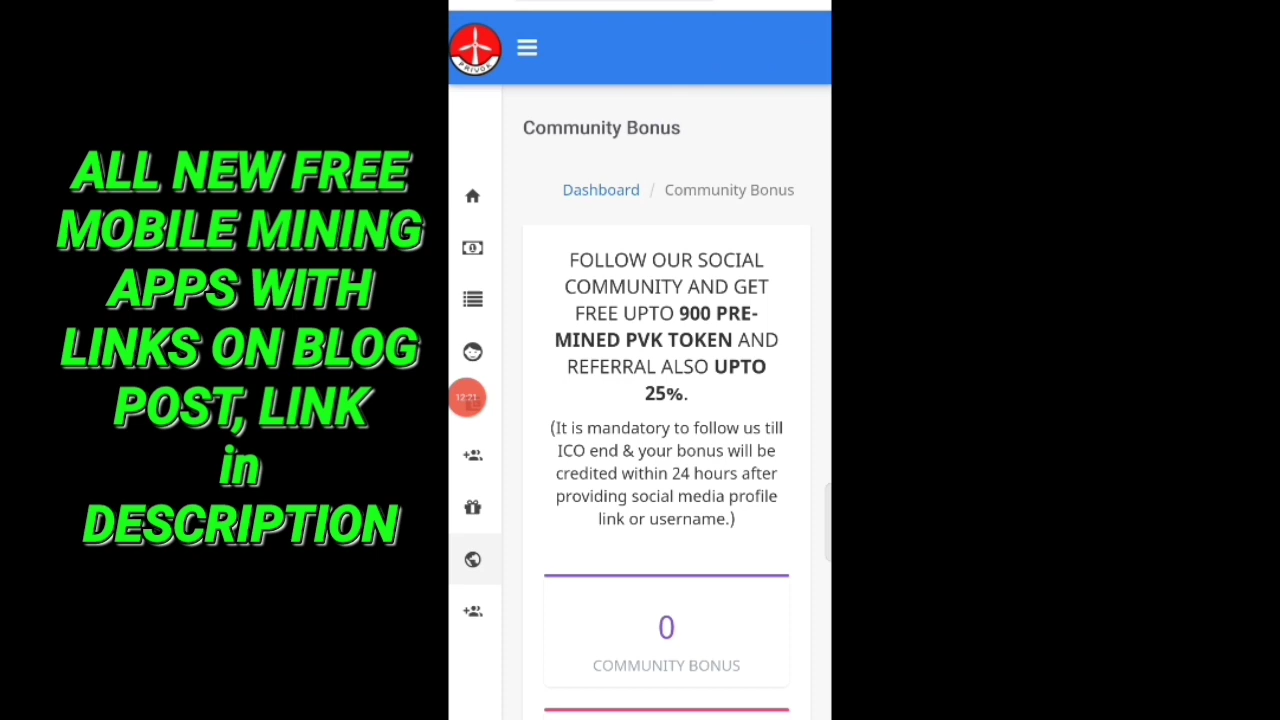 ALL NEW FREE
MOBILE MINING
APPS WITH
LINKS ON BLOG
POST, LINK
in
DESCRIPTION
PRIVOK
Community Bonus
Dashboard / Community Bonus
FOLLOW OUR SOCIAL
COMMUNITY AND GET
FREE UPTO 900 PRE-
MINED PVK TOKEN AND
REFERRAL ALSO UPTO
25%.
(It is mandatory to follow us till
ICO end & your bonus will be
credited within 24 hours after
providing social media profile
link or username.)
12:21
0
COMMUNITY BONUS